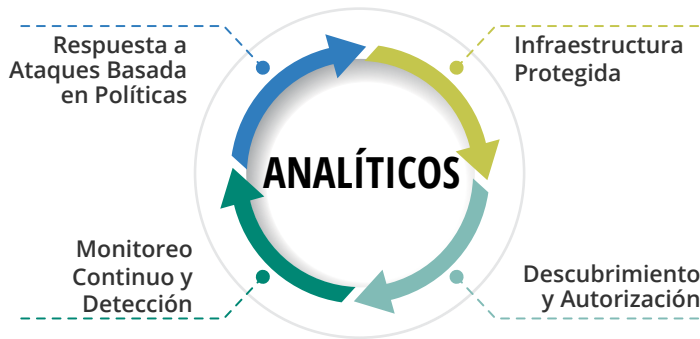 Respuesta a
Ataques Basada
en Políticas
Infraestructura
Protegida
ANALÍTICOS
Monitoreo
Continuo y
Detección
Descubrimiento
y Autorización